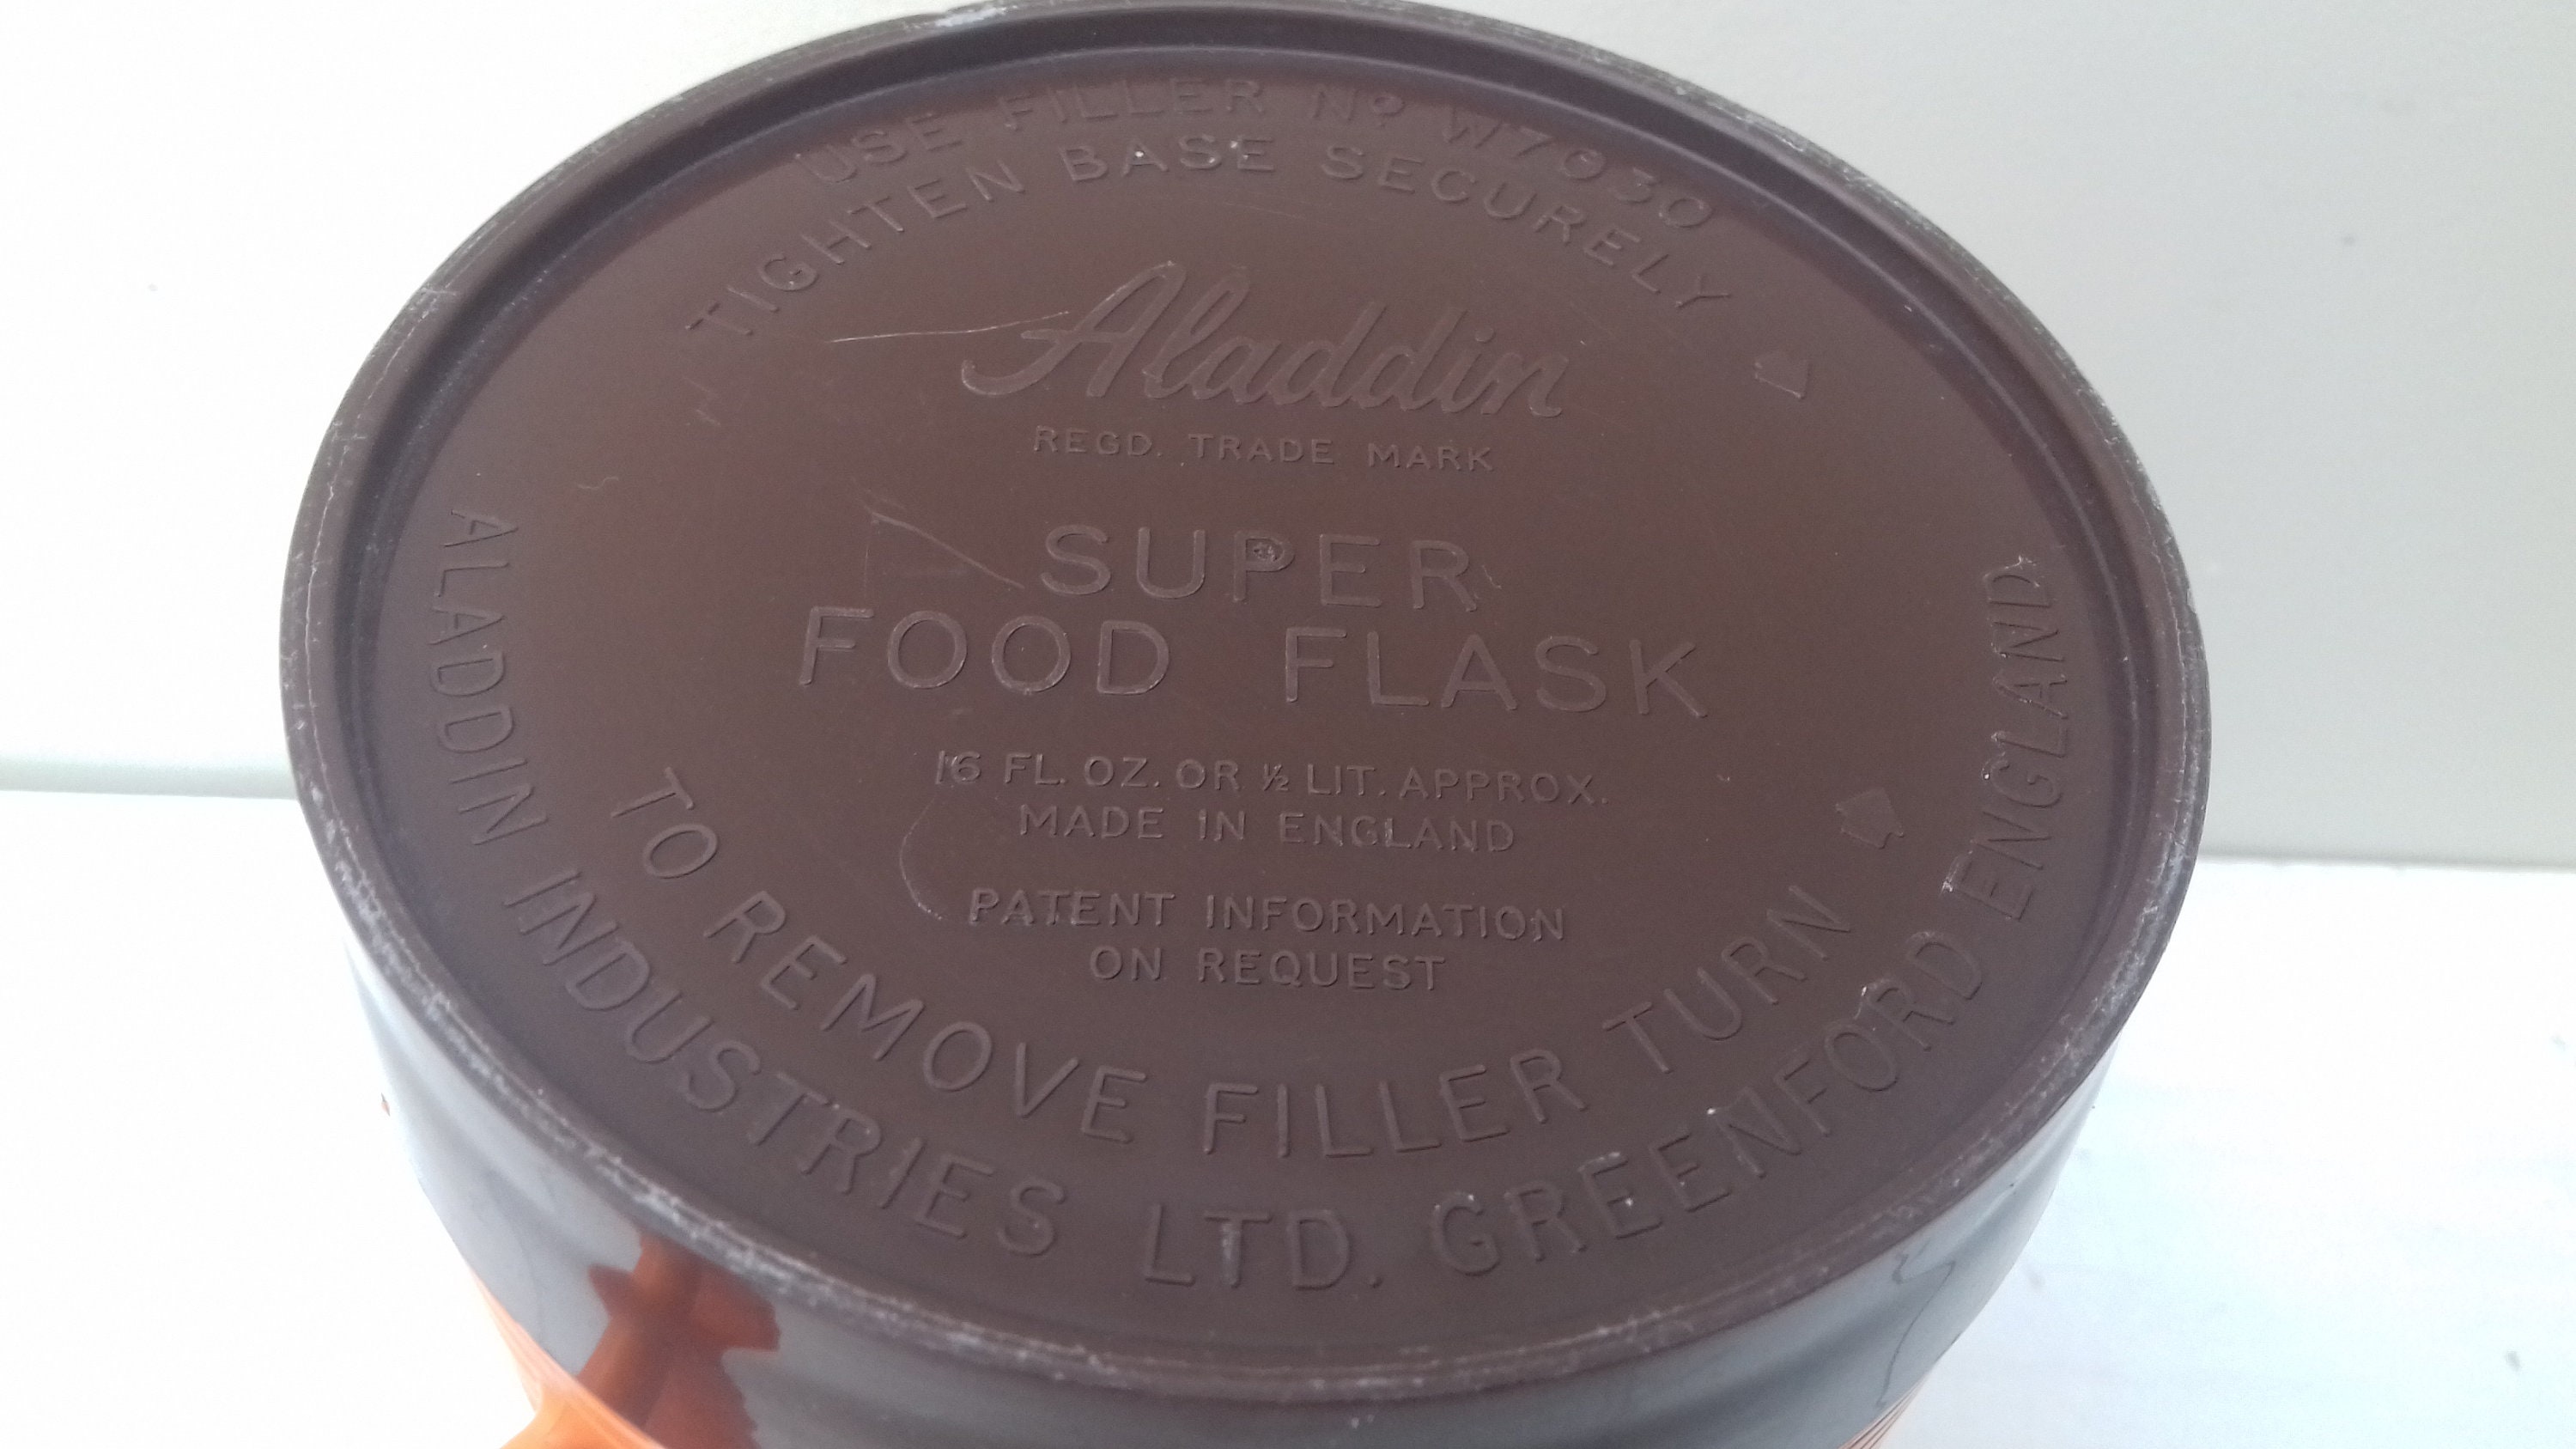 USE FILLER Nº W7030
TIGHTEN BASE SECURELY
Aladdin
REGD. TRADE MARK
SUPER
FOOD FLASK
16 FL. OZ. OR ½ LIT. APPROX.
MADE IN ENGLAND
PATENT INFORMATION
ON REQUEST
TO REMOVE FILLER TURN
ALADDIN INDUSTRIES LTD. GREENFORD ENGLAND